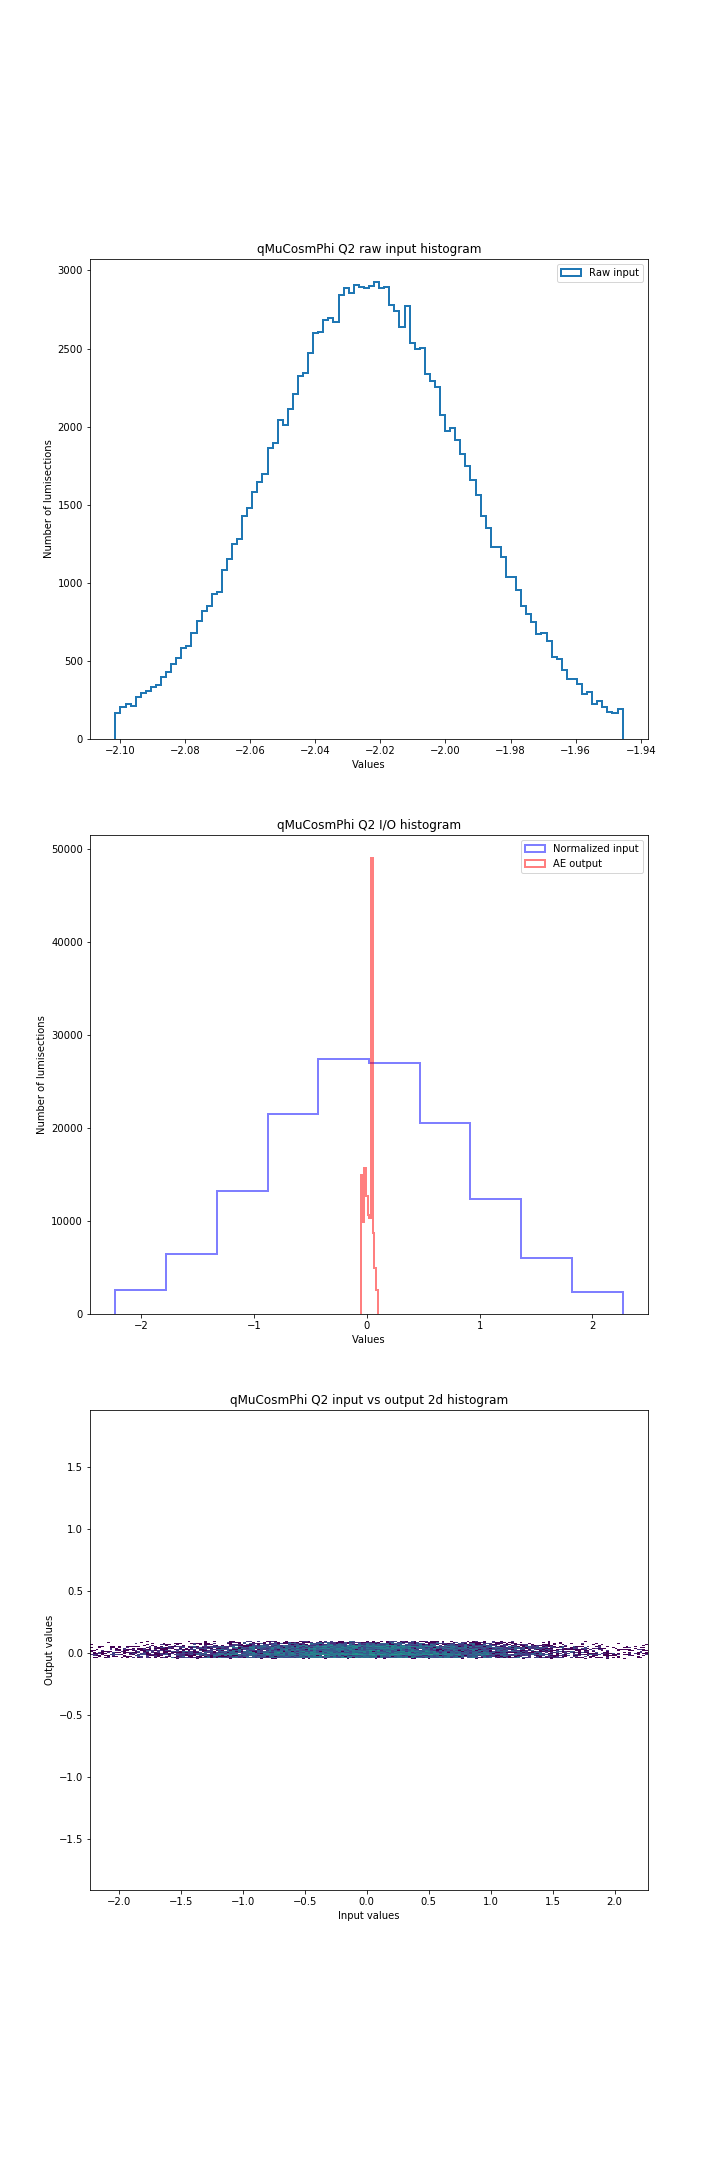 qMuCosmPhi Q2 raw input histogram
3000
2500
2000
1500
1000
500
0
Number of lumisections
Raw input
−2.10 −2.08 −2.06 −2.04 −2.02 −2.00 −1.98 −1.96 −1.94
Values
qMuCosmPhi Q2 I/O histogram
50000
40000
30000
20000
10000
0
Number of lumisections
Normalized input
AE output
−2 −1 0 1 2
Values
qMuCosmPhi Q2 input vs output 2d histogram
1.5
1.0
0.5
0.0
−0.5
−1.0
−1.5
Output values
−2.0 −1.5 −1.0 −0.5 0.0 0.5 1.0 1.5 2.0
Input values